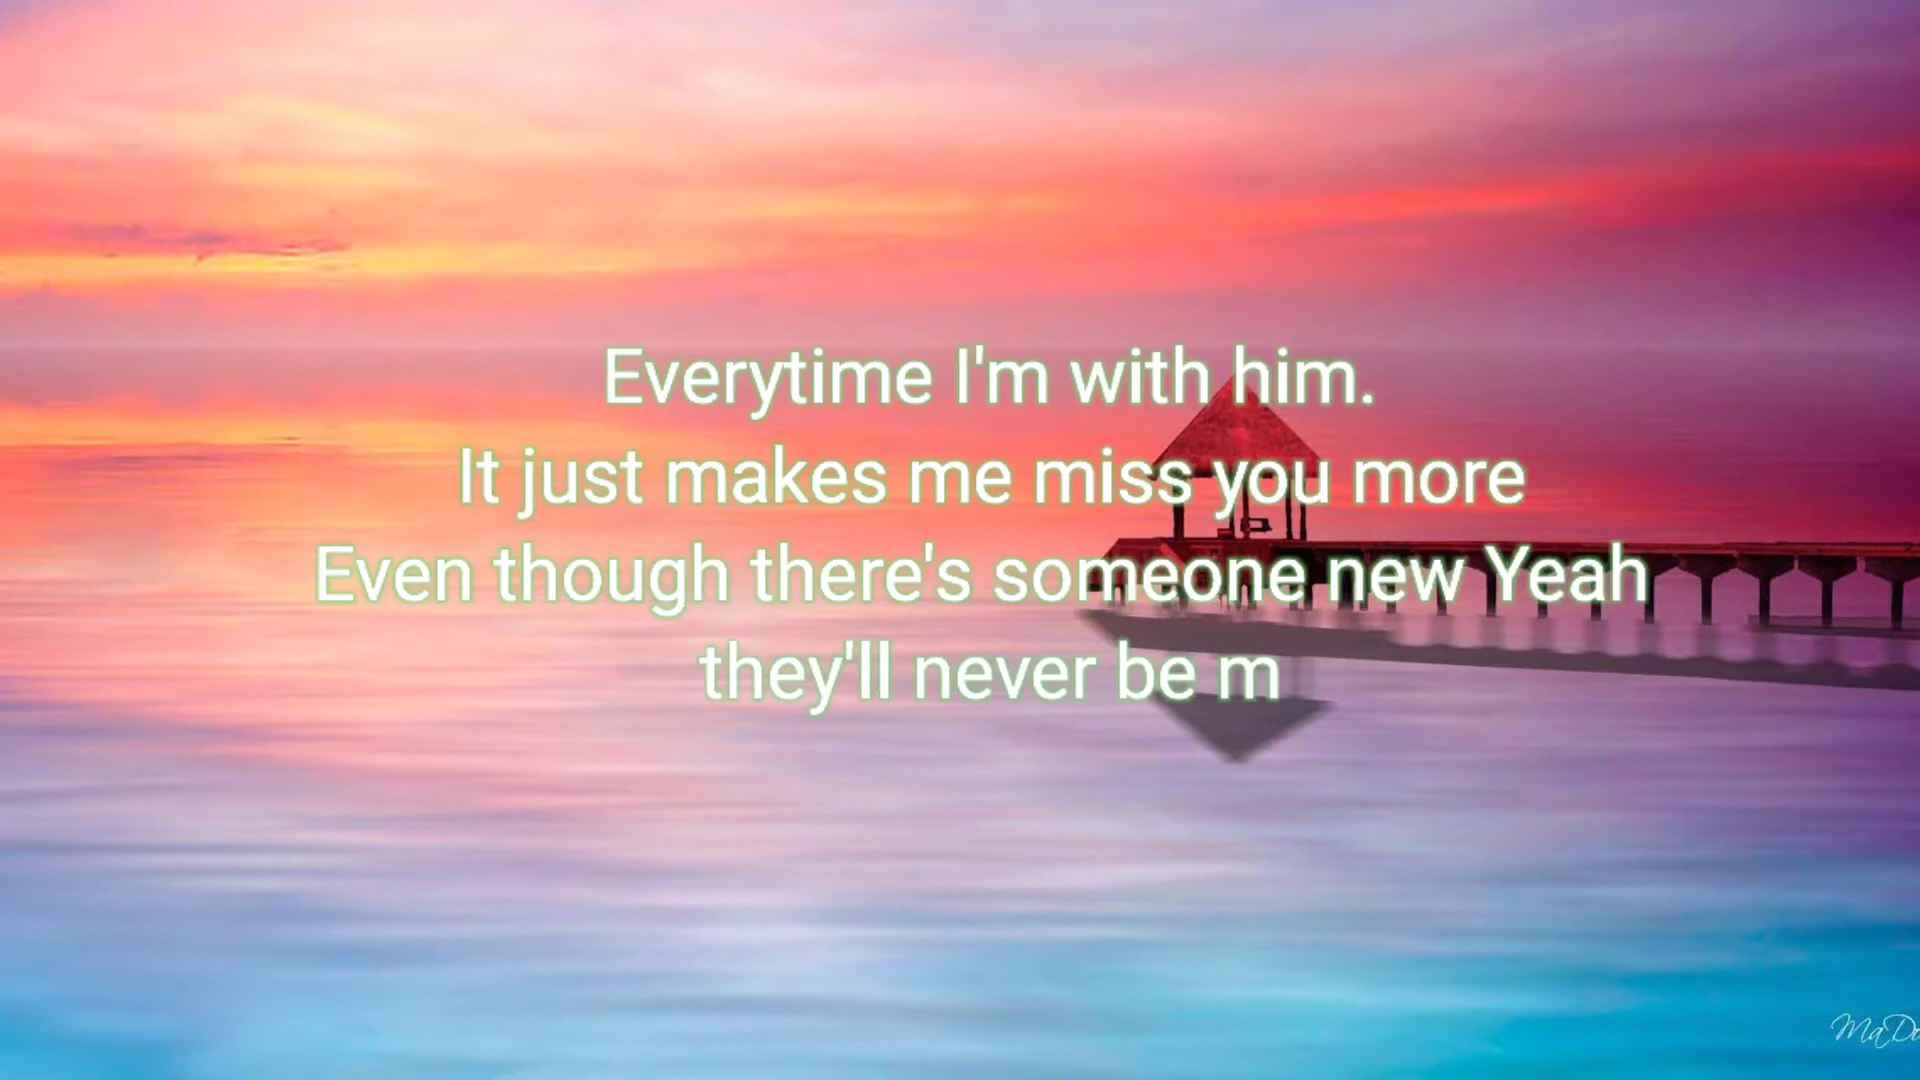 Everytime I'm with him.
It just makes me miss you more
Even though there's someone new Yeah
they'll never be m